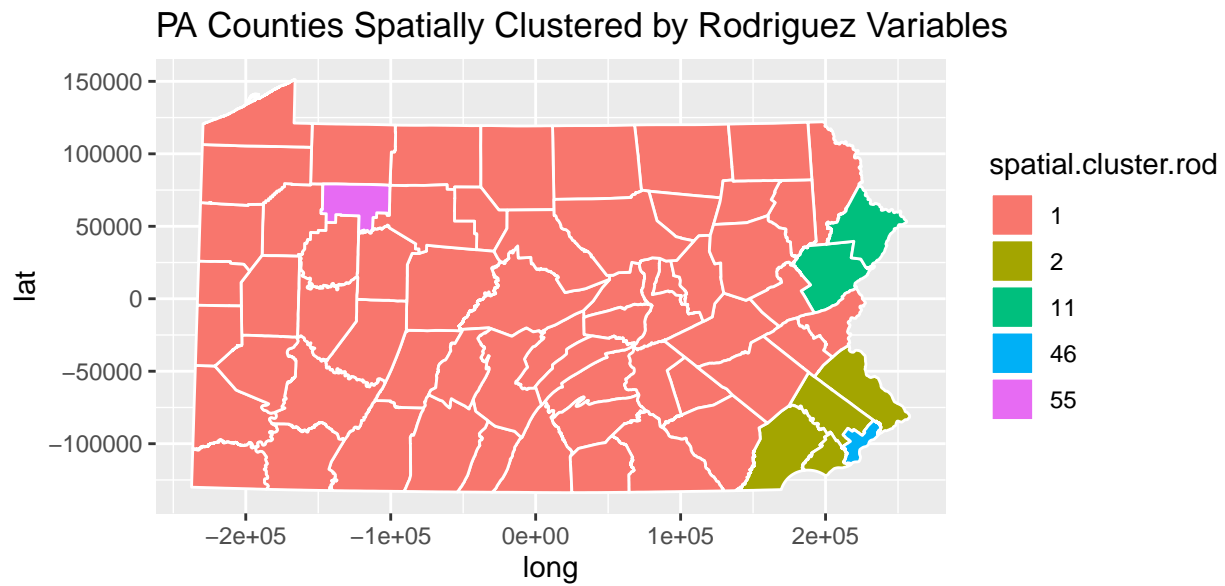 PA Counties Spatially Clustered by Rodriguez Variables
150000
100000
50000
0
−50000
−100000
lat
−2e+05 −1e+05 0e+00 1e+05 2e+05
long
spatial.cluster.rod
1
2
11
46
55